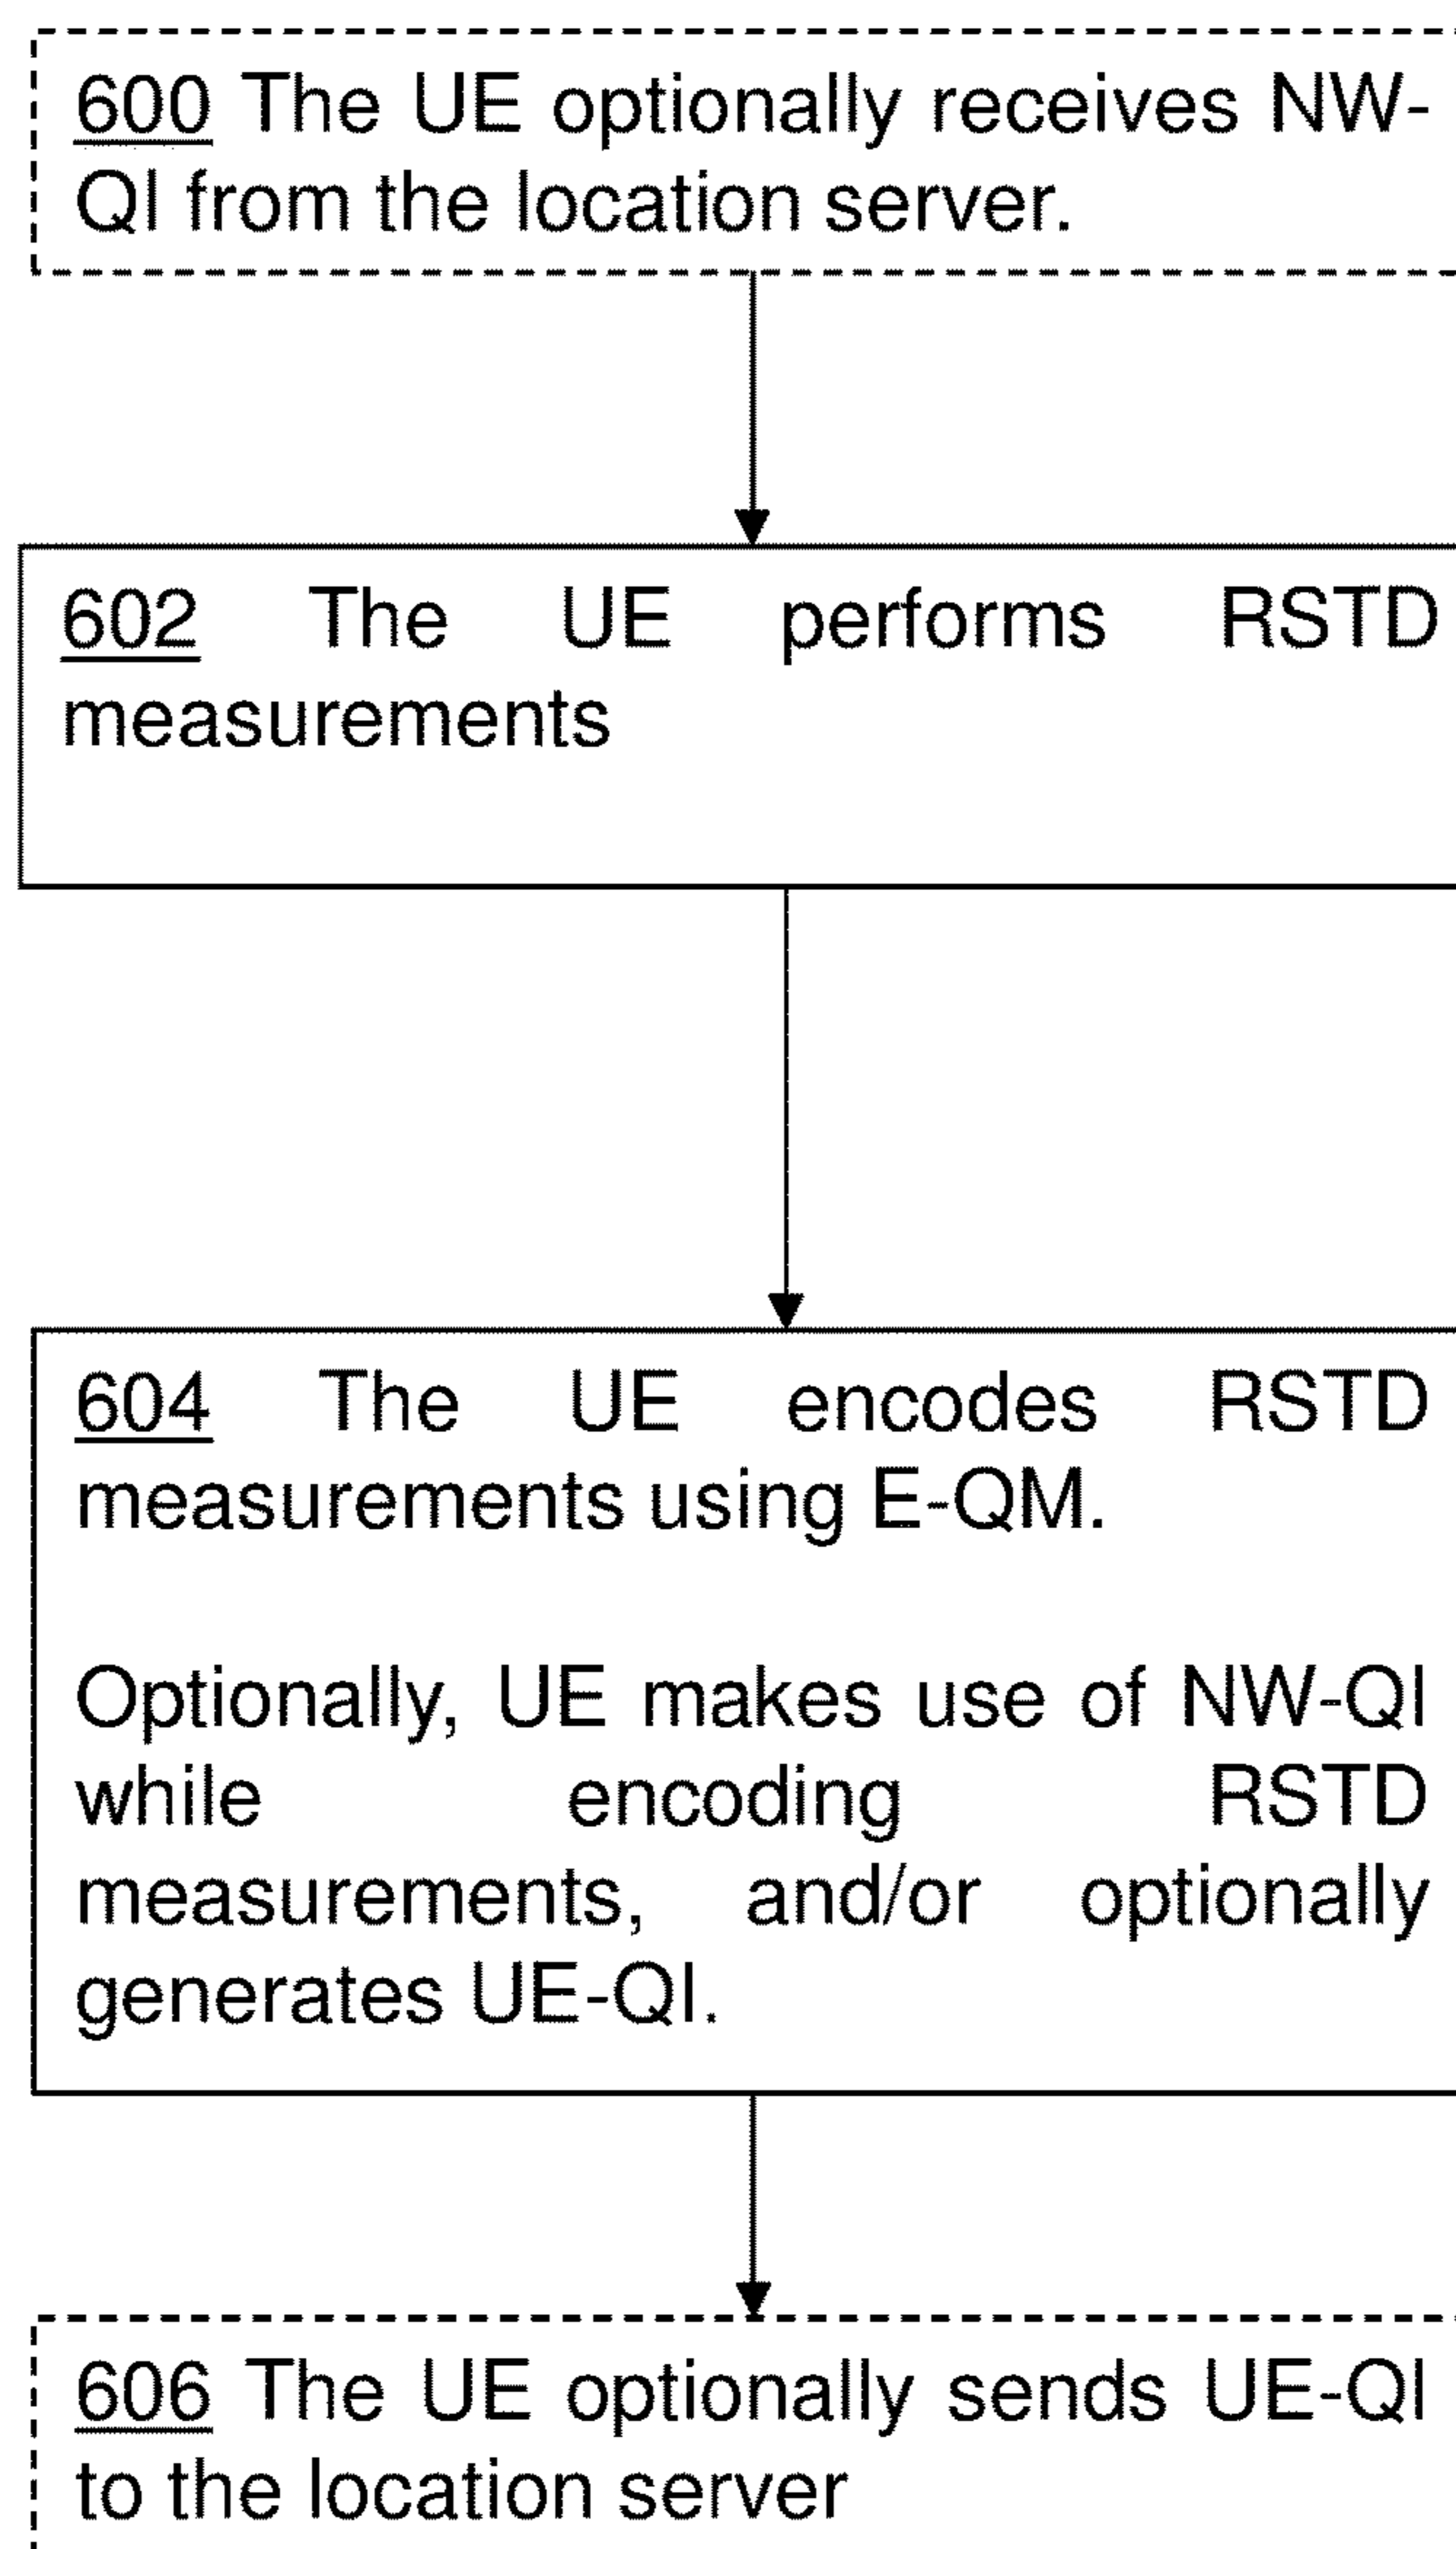 600 The UE optionally receives NW-
QI from the location server.
602 The UE performs RSTD
measurements
604 The UE encodes RSTD
measurements using E-QM.
Optionally, UE makes use of NW-QI
while encoding RSTD
measurements, and/or optionally
generates UE-QI.
606 The UE optionally sends UE-QI
to the location server